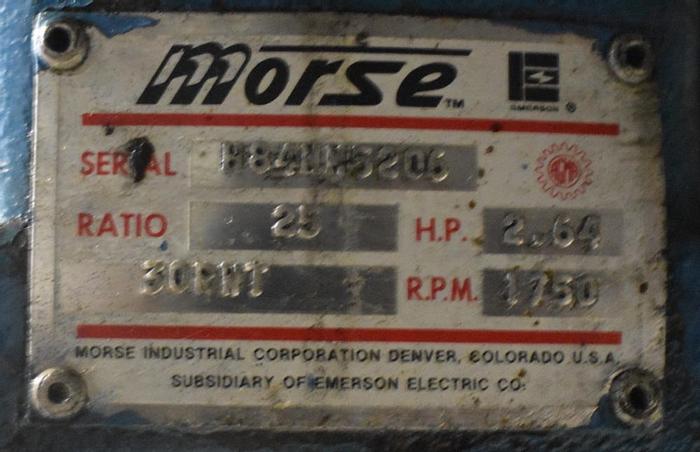 morse TM
EMERSON ®
SERIAL
RATIO 25 H.P. 2.64
30RWT R.P.M. 1750
MORSE INDUSTRIAL CORPORATION DENVER, COLORADO U.S.A.
SUBSIDIARY OF EMERSON ELECTRIC CO.